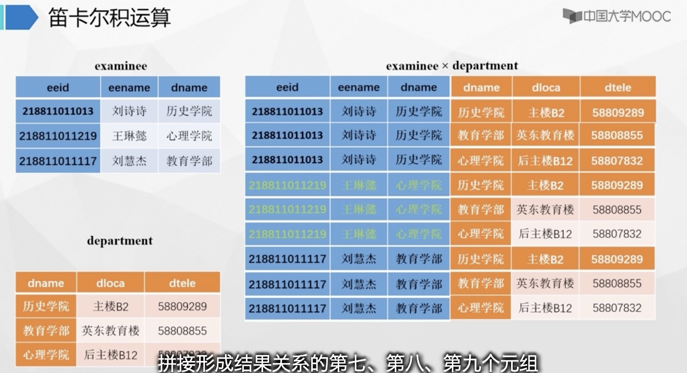 笛卡尔积运算
中国大学MOOC
examinee
eeid eename dname
218811011013 刘诗诗 历史学院
218811011219 王琳懿 心理学院
218811011117 刘慧杰 教育学部
department
dname dloca dtele
历史学院 主楼B2 58809289
教育学部 英东教育楼 58808855
心理学院 后主楼B12
examinee × department
eeid eename dname dname dloca dtele
218811011013 刘诗诗 历史学院 历史学院 主楼B2 58809289
218811011013 刘诗诗 历史学院 教育学部 英东教育楼 58808855
218811011013 刘诗诗 历史学院 心理学院 后主楼B12 58807832
218811011219 王琳懿 心理学院 历史学院 主楼B2 58809289
218811011219 王琳懿 心理学院 教育学部 英东教育楼 58808855
218811011219 王琳懿 心理学院 心理学院 后主楼B12 58807832
218811011117 刘慧杰 教育学部 历史学院 主楼B2 58809289
218811011117 刘慧杰 教育学部 教育学部 英东教育楼 58808855
218811011117 刘慧杰 教育学部 心理学院 后主楼B12 58807832
拼接形成结果关系的第七、第八、第九个元组